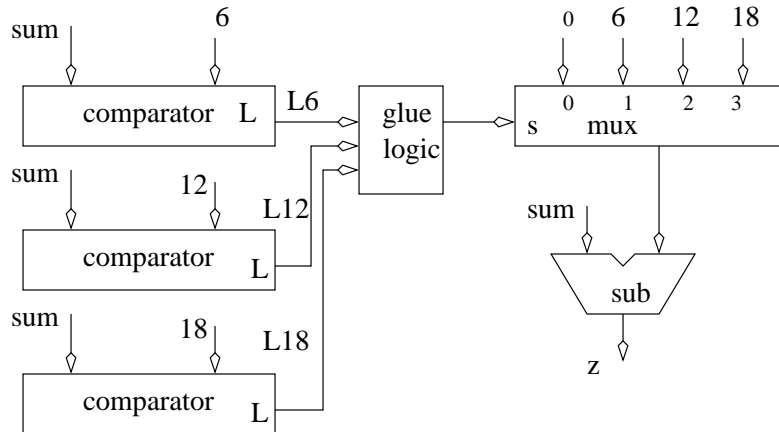 sum 6 0 6 12 18
comparator L L6 glue logic 0 1 2 3
s mux
sum 12 L12
comparator L
sum
sub
sum 18 L18
z
comparator L